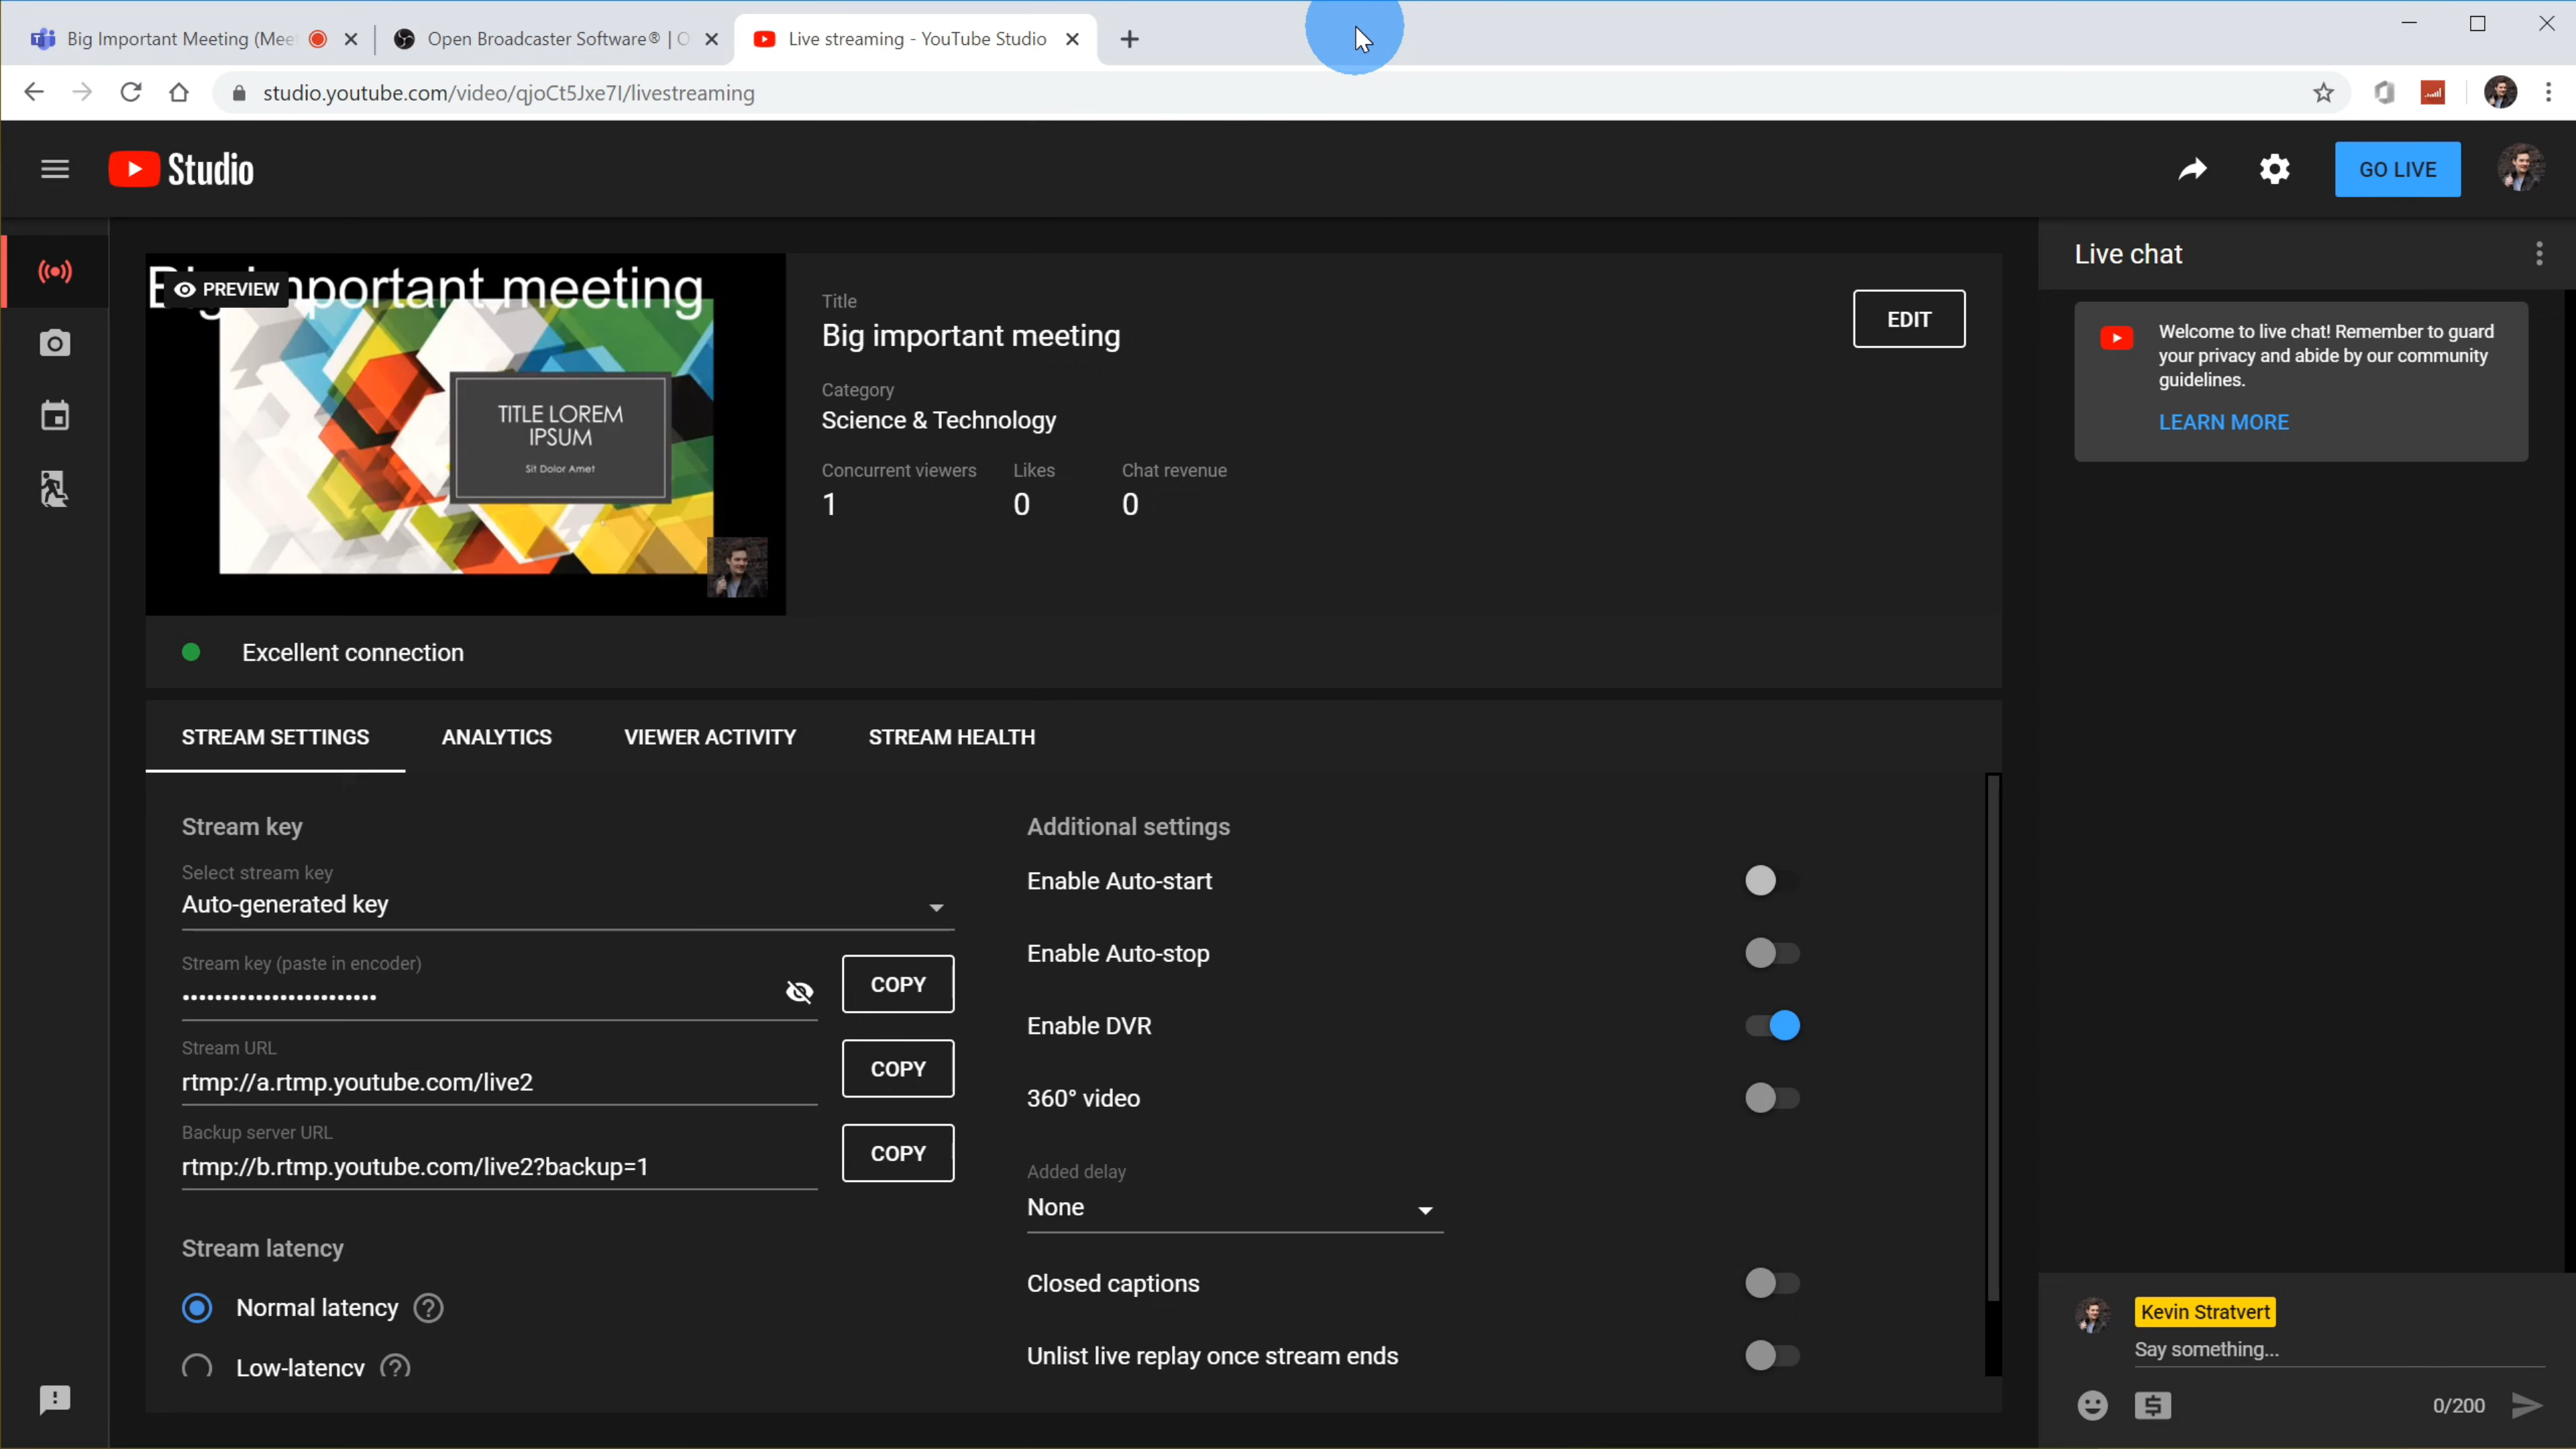 Big Important Meeting (Mee
Open Broadcaster Software® | O
Live streaming - YouTube Studio
studio.youtube.com/video/qjoCt5Jxe7I/livestreaming
Studio
GO LIVE
Big important meeting
PREVIEW
TITLE LOREM
IPSUM
Sit Dolor Amet
Excellent connection
Title
Big important meeting
EDIT
Category
Science & Technology
Concurrent viewers Likes Chat revenue
1 0 0
Live chat
Welcome to live chat! Remember to guard
your privacy and abide by our community
guidelines.
LEARN MORE
STREAM SETTINGS ANALYTICS VIEWER ACTIVITY STREAM HEALTH
Stream key
Select stream key
Auto-generated key
Stream key (paste in encoder)
••••••••••••••••••••••••
COPY
Stream URL
rtmp://a.rtmp.youtube.com/live2
COPY
Backup server URL
rtmp://b.rtmp.youtube.com/live2?backup=1
COPY
Stream latency
Normal latency ?
Low-latency ?
Additional settings
Enable Auto-start
Enable Auto-stop
Enable DVR
360° video
Added delay
None
Closed captions
Unlist live replay once stream ends
Kevin Stratvert
Say something...
0/200